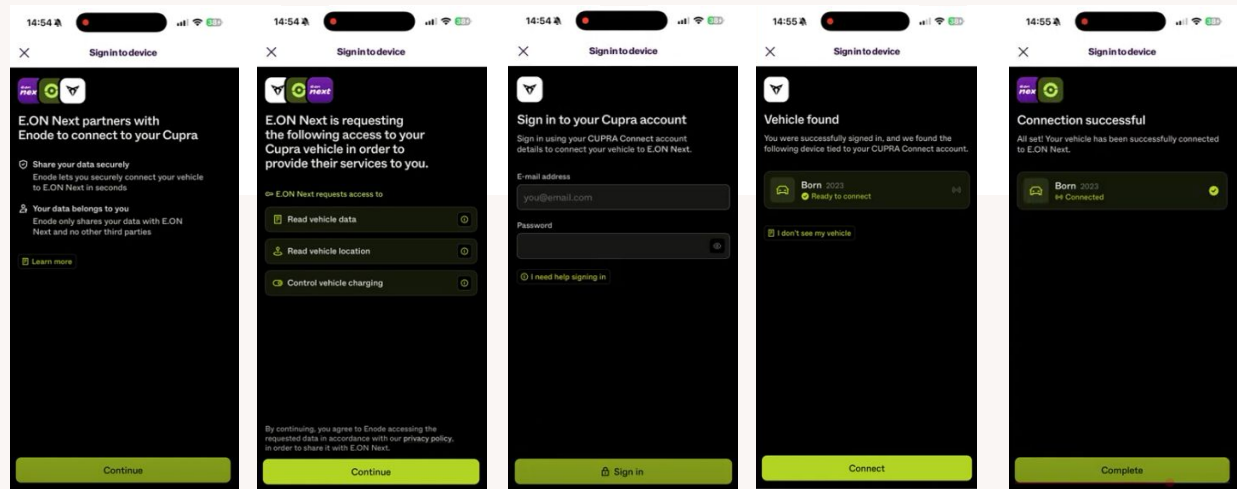 14:54
Sign in to device
next
E.ON Next partners with
Enode to connect to your Cupra
Share your data securely
Enode lets you securely connect your vehicle
to E.ON Next in seconds
Your data belongs to you
Enode only shares your data with E.ON
Next and no other third parties
Learn more
Continue
14:54
Sign in to device
next
E.ON Next is requesting
the following access to your
Cupra vehicle in order to
provide their services to you.
E.ON Next requests access to
Read vehicle data
Read vehicle location
Control vehicle charging
By continuing, you agree to Enode accessing the
requested data in accordance with our privacy policy,
in order to share it with E.ON Next.
Continue
14:54
Sign in to device
Sign in to your Cupra account
Sign in using your CUPRA Connect account
details to connect your vehicle to E.ON Next.
E-mail address
you@email.com
Password
I need help signing in
Sign in
14:55
Sign in to device
Vehicle found
You were successfully signed in, and we found the
following device tied to your CUPRA Connect account.
Born 2023
Ready to connect
I don't see my vehicle
Connect
14:55
Sign in to device
Connection successful
All set! Your vehicle has been successfully connected
to E.ON Next.
Born 2023
Connected
Complete